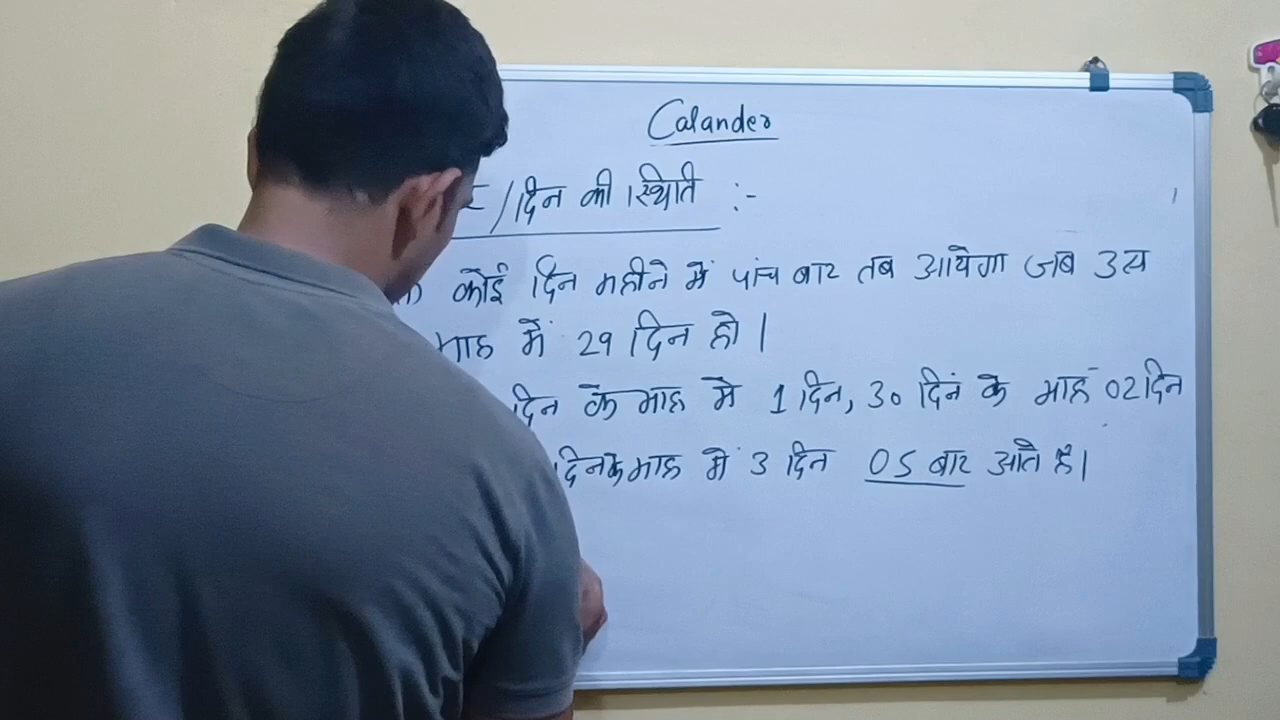 Calander
/दिन की स्थिति :-
कोई दिन महीने में पांच बार तब आयेगा जब उस
माह में 29 दिन हो |
दिन के माह मे 1 दिन, 30 दिन के माह 02 दिन
दिन के माह में 3 दिन 05 बार आते है |